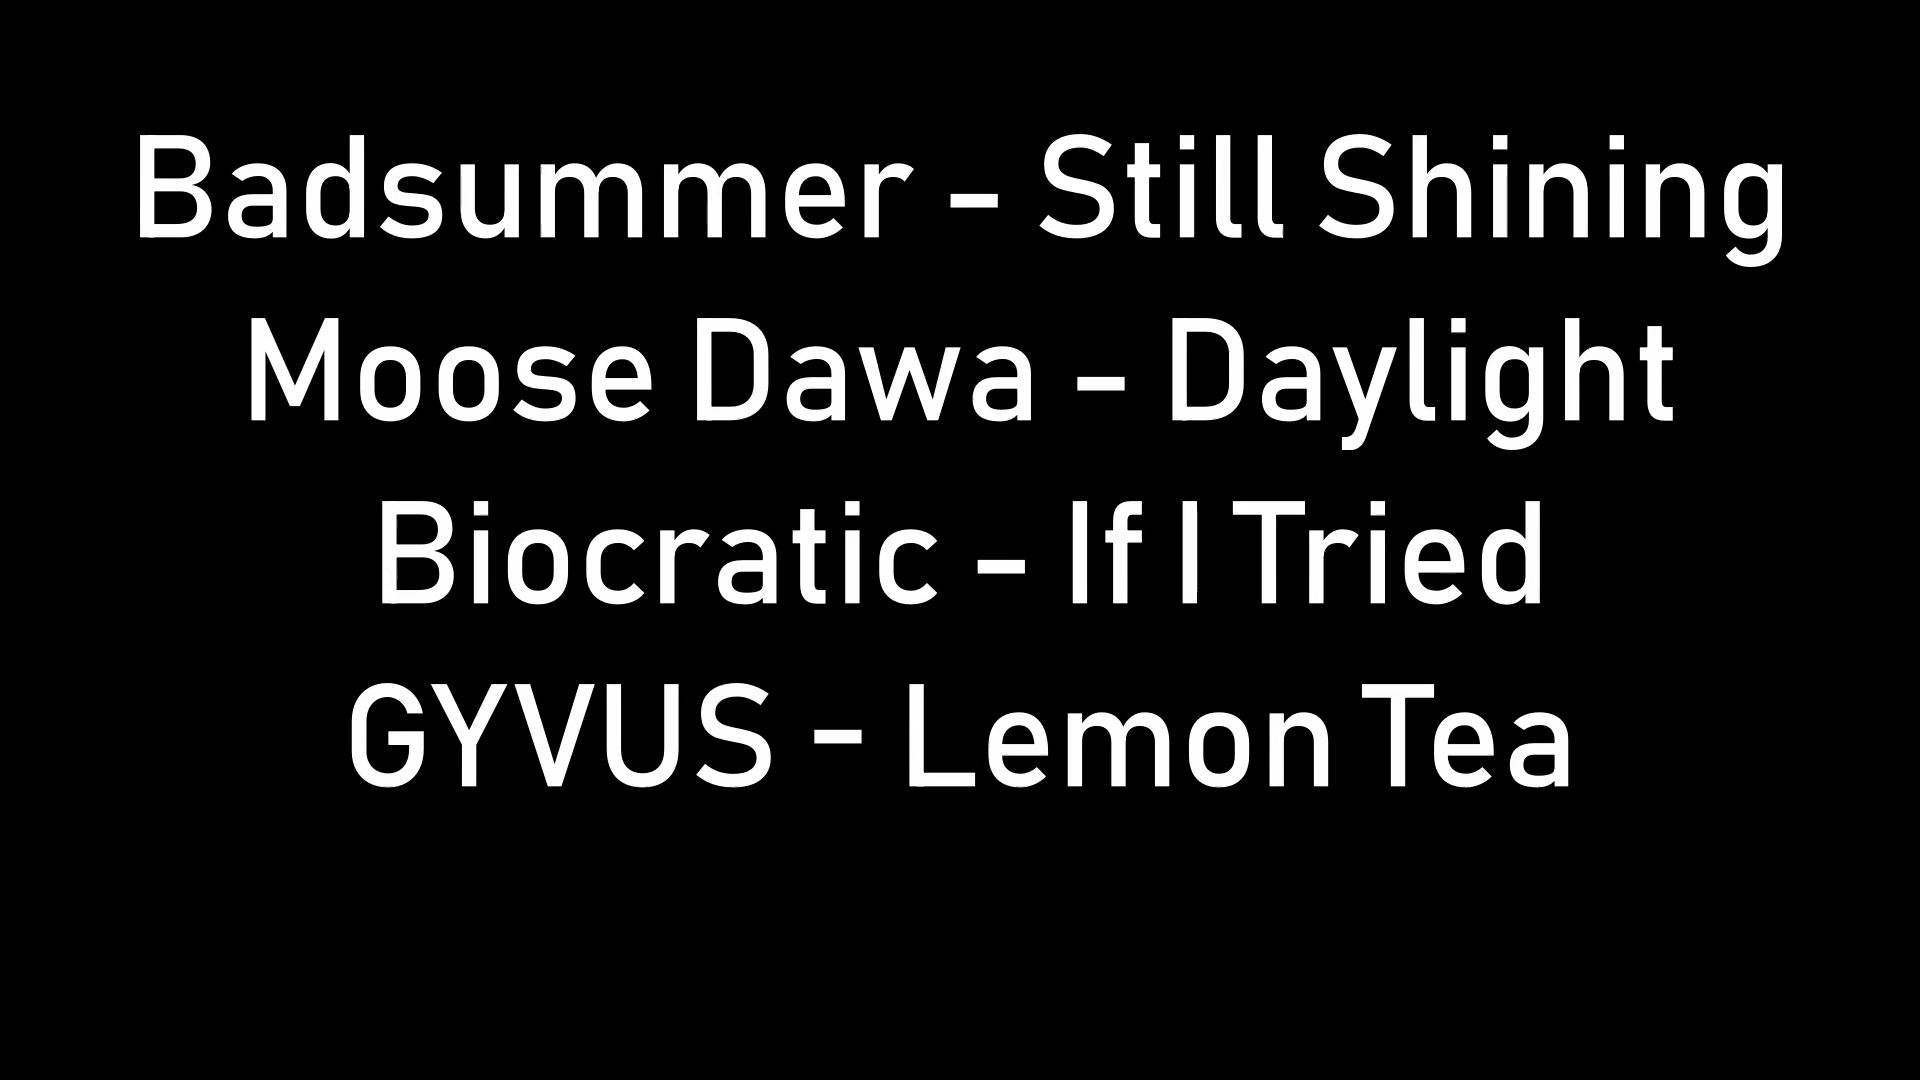 Badsummer - Still Shining
Moose Dawa - Daylight
Biocratic - If I Tried
GYVUS - Lemon Tea